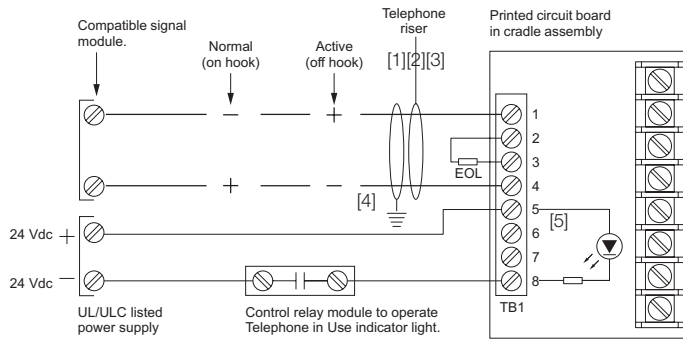 Compatible signal
module.
Normal
(on hook)
Active
(off hook)
Telephone
riser
[1][2][3]
Printed circuit board
in cradle assembly
− +
+ −
[4]
EOL
1
2
3
4
5
6
7
8
[5]
TB1
24 Vdc +
24 Vdc −
UL/ULC listed
power supply
Control relay module to operate
Telephone in Use indicator light.